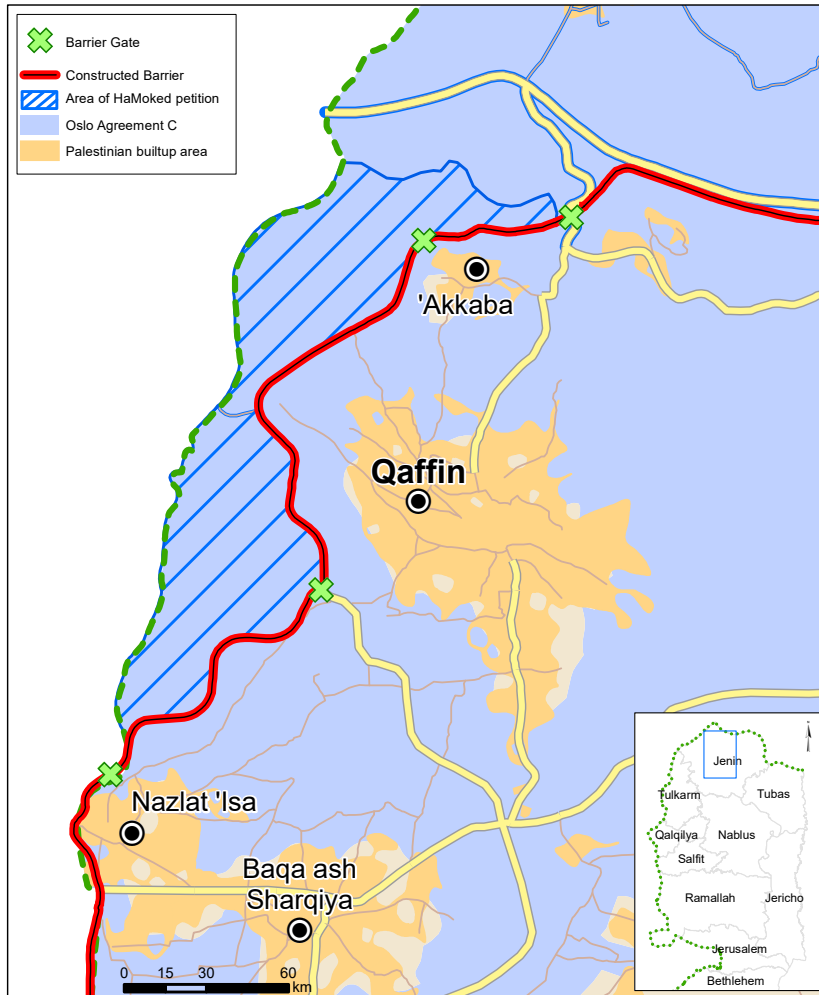 Barrier Gate
Constructed Barrier
Area of HaMoked petition
Oslo Agreement C
Palestinian builtup area
'Akkaba
Qaffin
Nazlat 'Isa
Baqa ash
Sharqiya
0 15 30 60
km
Jenin
Tulkarm
Tubas
Qalqilya
Nablus
Salfit
Ramallah
Jericho
Jerusalem
Bethlehem